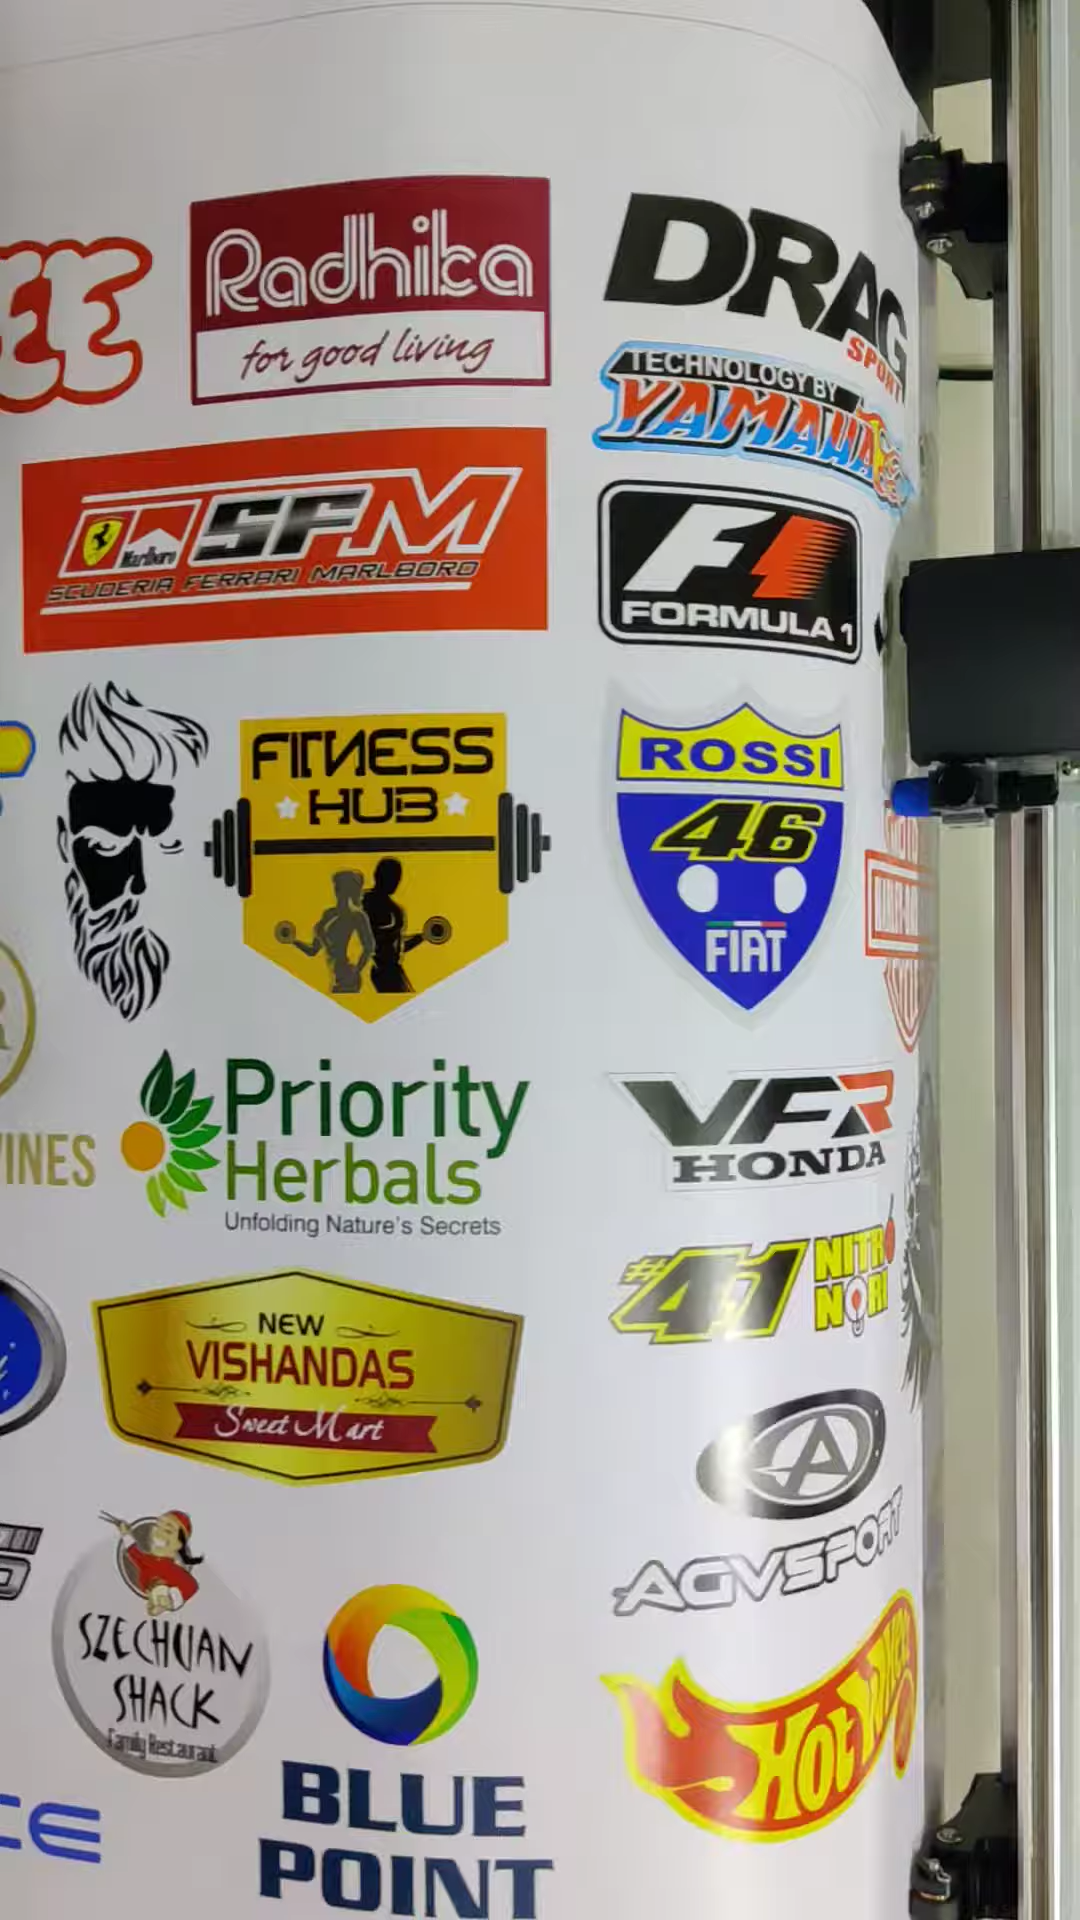 Radhika
for good living
DRAG
SPORT
TECHNOLOGY BY
YAMAHA
Marlboro
SFM
SCUDERIA FERRARI MARLBORO
F1
FORMULA 1
FITNESS
HUB
ROSSI
46
FIAT
VINES
Priority
Herbals
Unfolding Nature's Secrets
VFR
HONDA
#41 NITRO
NORI
NEW
VISHANDAS
Sweet Mart
AGVSPORT
SZECHUAN
SHACK
Family Restaurant
Hot Wheels
BLUE
POINT